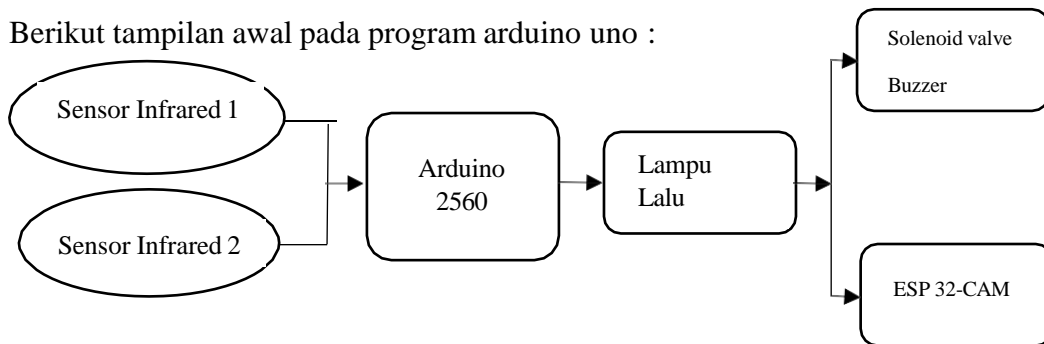 Berikut tampilan awal pada program arduino uno :
Sensor Infrared 1
Sensor Infrared 2
Arduino
2560
Lampu
Lalu
Solenoid valve
Buzzer
ESP 32-CAM